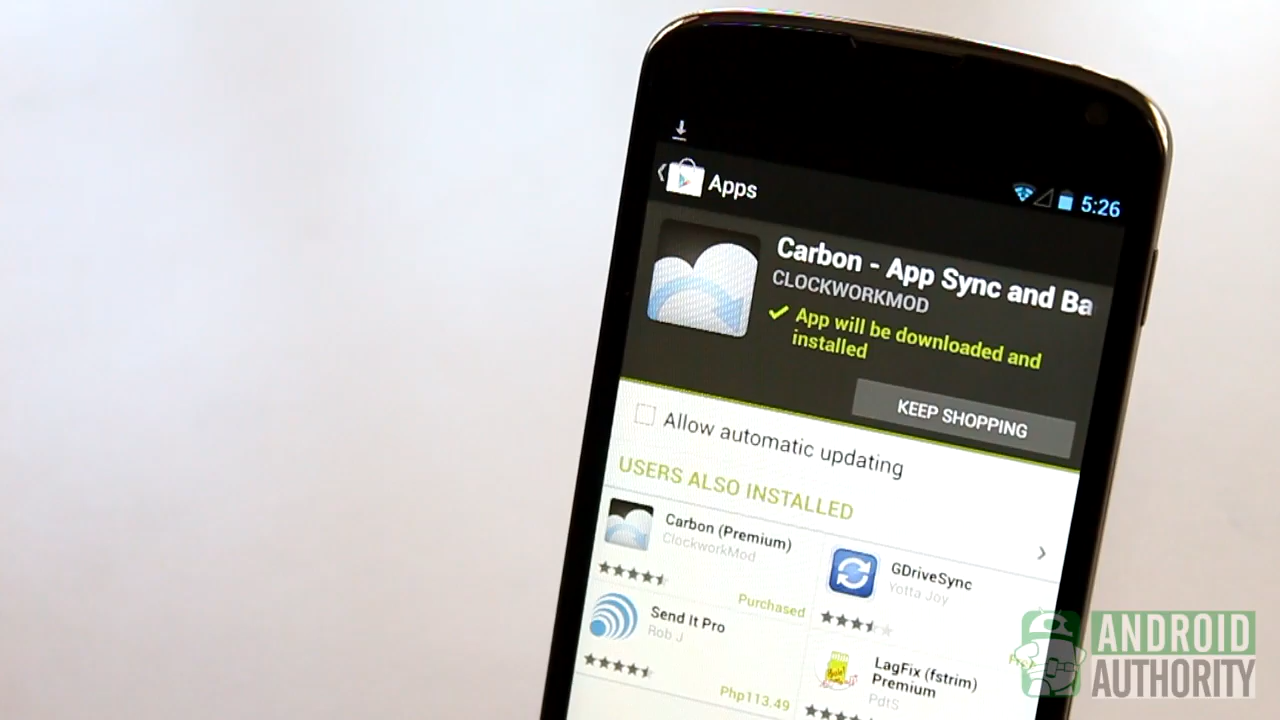 Apps
5:26
Carbon - App Sync and Ba
CLOCKWORKMOD
App will be downloaded and
installed
KEEP SHOPPING
Allow automatic updating
USERS ALSO INSTALLED
Carbon (Premium)
ClockworkMod
Purchased
GDriveSync
Yotta Joy
Send It Pro
Rob J
Php113.49
LagFix (fstrim)
Premium
PdtS
ANDROID
AUTHORITY